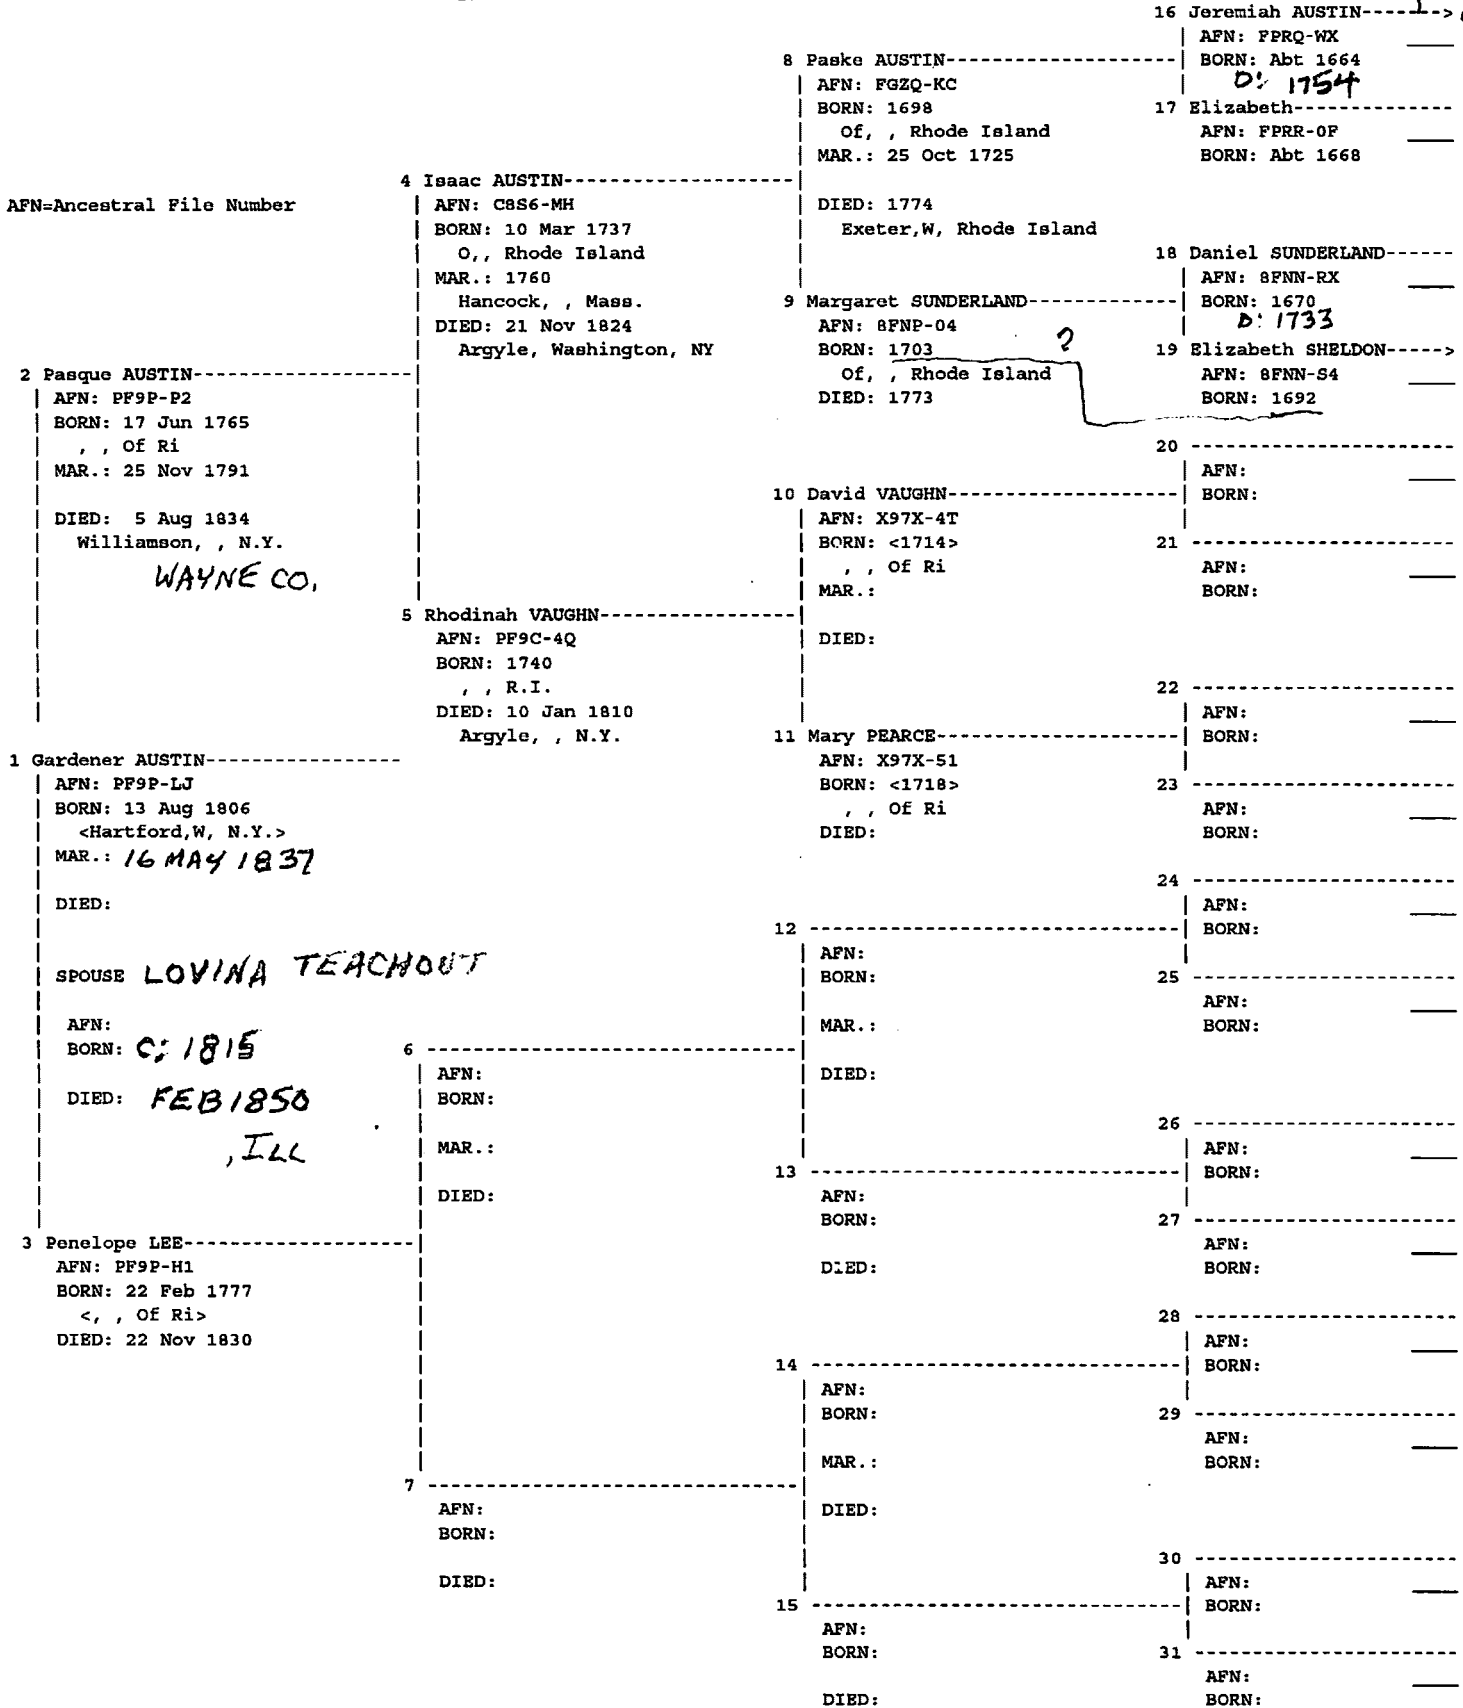 AFN=Ancestral File Number
1 Gardener AUSTIN----------------
AFN: PF9P-LJ
BORN: 13 Aug 1806
<Hartford,W, N.Y.>
MAR.: 16 MAY 1837
DIED:
SPOUSE LOVINA TEACHOUT
AFN:
BORN: C; 1815
DIED: FEB 1850
, ILL
2 Pasque AUSTIN------------------
AFN: PF9P-P2
BORN: 17 Jun 1765
, , Of Ri
MAR.: 25 Nov 1791
DIED: 5 Aug 1834
Williamson, , N.Y.
WAYNE CO.
3 Penelope LEE-------------------
AFN: PF9P-H1
BORN: 22 Feb 1777
<, , Of Ri>
DIED: 22 Nov 1830
4 Isaac AUSTIN-------------------
AFN: C8S6-MH
BORN: 10 Mar 1737
O,, Rhode Island
MAR.: 1760
Hancock, , Mass.
DIED: 21 Nov 1824
Argyle, Washington, NY
5 Rhodinah VAUGHN----------------
AFN: PF9C-4Q
BORN: 1740
, , R.I.
DIED: 10 Jan 1810
Argyle, , N.Y.
6 -------------------------------
AFN:
BORN:
MAR.:
DIED:
7 -------------------------------
AFN:
BORN:
DIED:
8 Paske AUSTIN-------------------
AFN: FGZQ-KC
BORN: 1698
Of, , Rhode Island
MAR.: 25 Oct 1725
DIED: 1774
Exeter,W, Rhode Island
9 Margaret SUNDERLAND------------
AFN: 8FNP-04
BORN: 1703 ?
Of, , Rhode Island
DIED: 1773
10 David VAUGHN-------------------
AFN: X97X-4T
BORN: <1714>
, , Of Ri
MAR.:
DIED:
11 Mary PEARCE--------------------
AFN: X97X-51
BORN: <1718>
, , Of Ri
DIED:
12 -------------------------------
AFN:
BORN:
MAR.:
DIED:
13 -------------------------------
AFN:
BORN:
DIED:
14 -------------------------------
AFN:
BORN:
MAR.:
DIED:
15 -------------------------------
AFN:
BORN:
DIED:
16 Jeremiah AUSTIN------->
AFN: FPRQ-WX
BORN: Abt 1664
D: 1754
17 Elizabeth--------------
AFN: FPRR-0F
BORN: Abt 1668
18 Daniel SUNDERLAND------
AFN: 8FNN-RX
BORN: 1670
D: 1733
19 Elizabeth SHELDON----->
AFN: 8FNN-S4
BORN: 1692
20 -----------------------
AFN:
BORN:
21 -----------------------
AFN:
BORN:
22 -----------------------
AFN:
BORN:
23 -----------------------
AFN:
BORN:
24 -----------------------
AFN:
BORN:
25 -----------------------
AFN:
BORN:
26 -----------------------
AFN:
BORN:
27 -----------------------
AFN:
BORN:
28 -----------------------
AFN:
BORN:
29 -----------------------
AFN:
BORN:
30 -----------------------
AFN:
BORN:
31 -----------------------
AFN:
BORN: